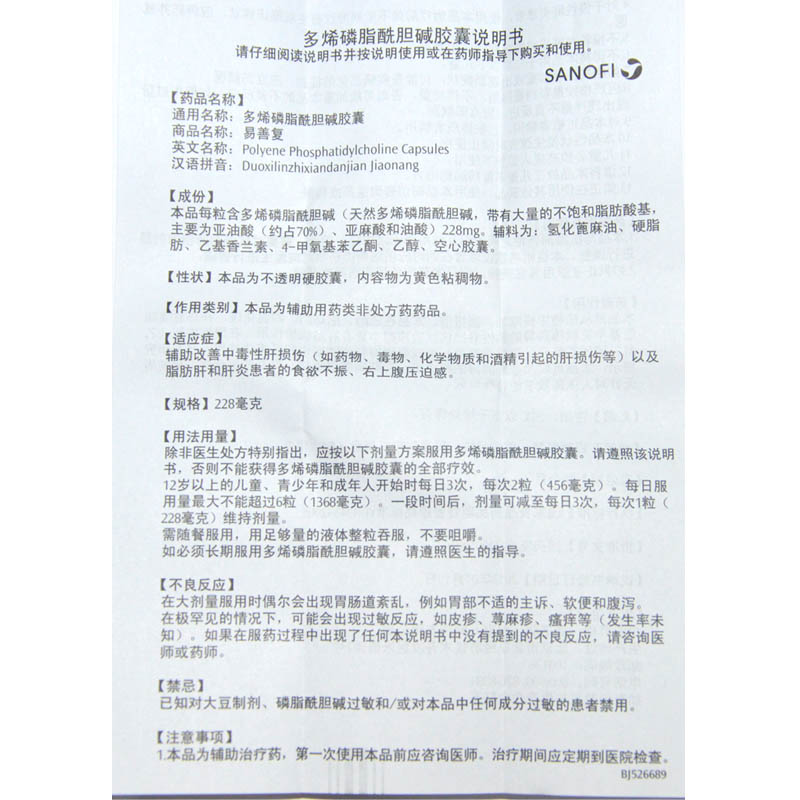 多烯磷脂酰胆碱胶囊说明书
请仔细阅读说明书并按说明使用或在药师指导下购买和使用。
SANOFI
【药品名称】
通用名称：多烯磷脂酰胆碱胶囊
商品名称：易善复
英文名称：Polyene Phosphatidylcholine Capsules
汉语拼音：Duoxilinzhixiandanjian Jiaonang
【成份】
本品每粒含多烯磷脂酰胆碱（天然多烯磷脂酰胆碱，带有大量的不饱和脂肪酸基，
主要为亚油酸（约占70%）、亚麻酸和油酸）228mg。辅料为：氢化蓖麻油、硬脂
肪、乙基香兰素、4-甲氧基苯乙酮、乙醇、空心胶囊。
【性状】本品为不透明硬胶囊，内容物为黄色粘稠物。
【作用类别】本品为辅助用药类非处方药药品。
【适应症】
辅助改善中毒性肝损伤（如药物、毒物、化学物质和酒精引起的肝损伤等）以及
脂肪肝和肝炎患者的食欲不振、右上腹压迫感。
【规格】228毫克
【用法用量】
除非医生处方特别指出，应按以下剂量方案服用多烯磷脂酰胆碱胶囊。请遵照该说明
书，否则不能获得多烯磷脂酰胆碱胶囊的全部疗效。
12岁以上的儿童、青少年和成年人开始时每日3次，每次2粒（456毫克）。每日服
用量最大不能超过6粒（1368毫克）。一段时间后，剂量可减至每日3次，每次1粒（
228毫克）维持剂量。
需随餐服用，用足够量的液体整粒吞服，不要咀嚼。
如必须长期服用多烯磷脂酰胆碱胶囊，请遵照医生的指导。
【不良反应】
在大剂量服用时偶尔会出现胃肠道紊乱，例如胃部不适的主诉、软便和腹泻。
在极罕见的情况下，可能会出现过敏反应，如皮疹、荨麻疹、瘙痒等（发生率未
知）。如果在服药过程中出现了任何本说明书中没有提到的不良反应，请咨询医
师或药师。
【禁忌】
已知对大豆制剂、磷脂酰胆碱过敏和/或对本品中任何成分过敏的患者禁用。
【注意事项】
1.本品为辅助治疗药，第一次使用本品前应咨询医师。治疗期间应定期到医院检查。
BJ526689